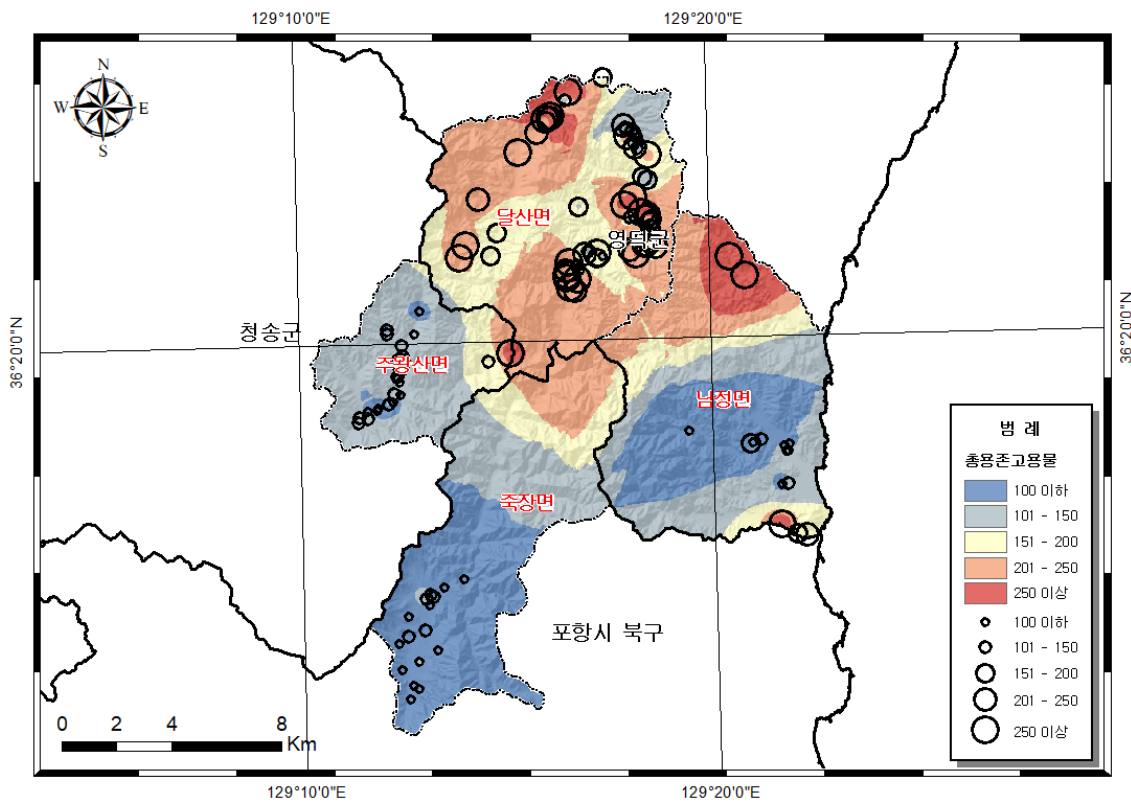 129°10'0"E
129°20'0"E
N
W
E
S
달산면
영덕군
청송군
36°20'0"N
36°20'0"N
주왕산면
남정면
죽장면
포항시 북구
범 례
총용존고용물
100 이하
101 - 150
151 - 200
201 - 250
250 이상
100 이하
101 - 150
151 - 200
201 - 250
250 이상
0 2 4 8
Km
129°10'0"E
129°20'0"E